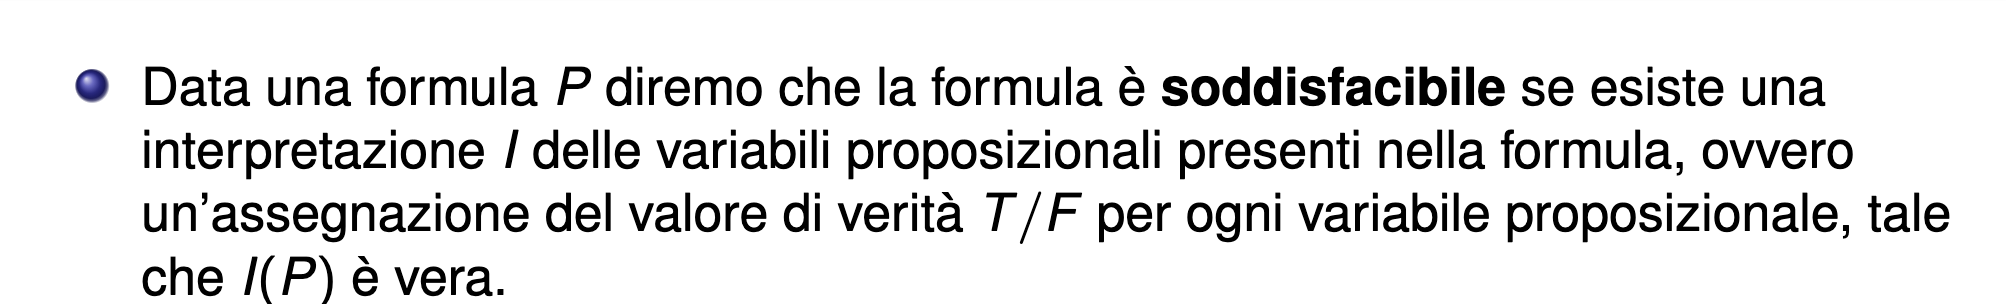 Data una formula P diremo che la formula è soddisfacibile se esiste una
interpretazione I delle variabili proposizionali presenti nella formula, ovvero
un'assegnazione del valore di verità T/F per ogni variabile proposizionale, tale
che I(P) è vera.